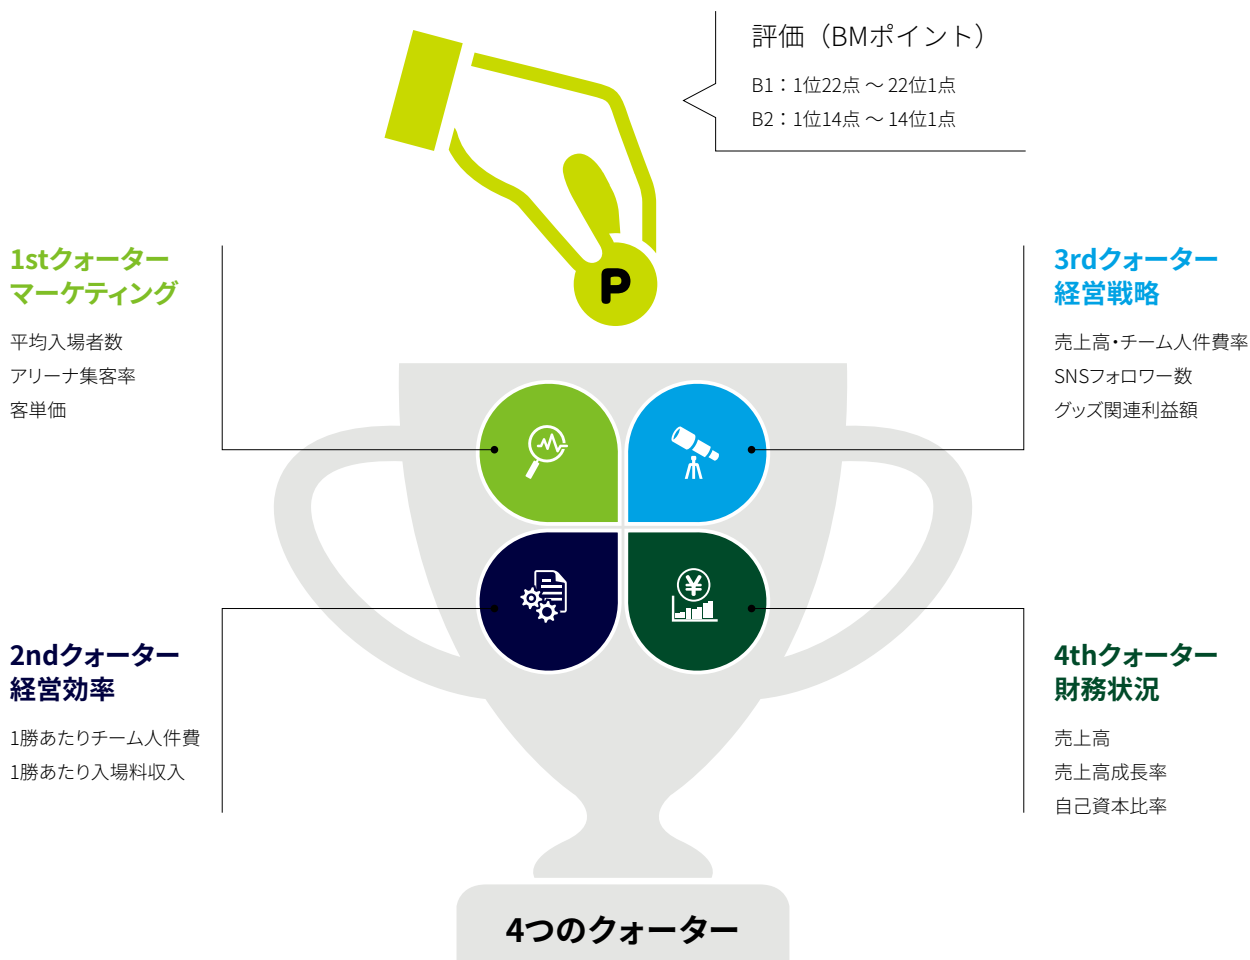 評価（BMポイント）
B1：1位22点 ～ 22位1点
B2：1位14点 ～ 14位1点
P
1stクォーター
マーケティング
平均入場者数
アリーナ集客率
客単価
3rdクォーター
経営戦略
売上高・チーム人件費率
SNSフォロワー数
グッズ関連利益額
¥
2ndクォーター
経営効率
1勝あたりチーム人件費
1勝あたり入場料収入
4thクォーター
財務状況
売上高
売上高成長率
自己資本比率
4つのクォーター